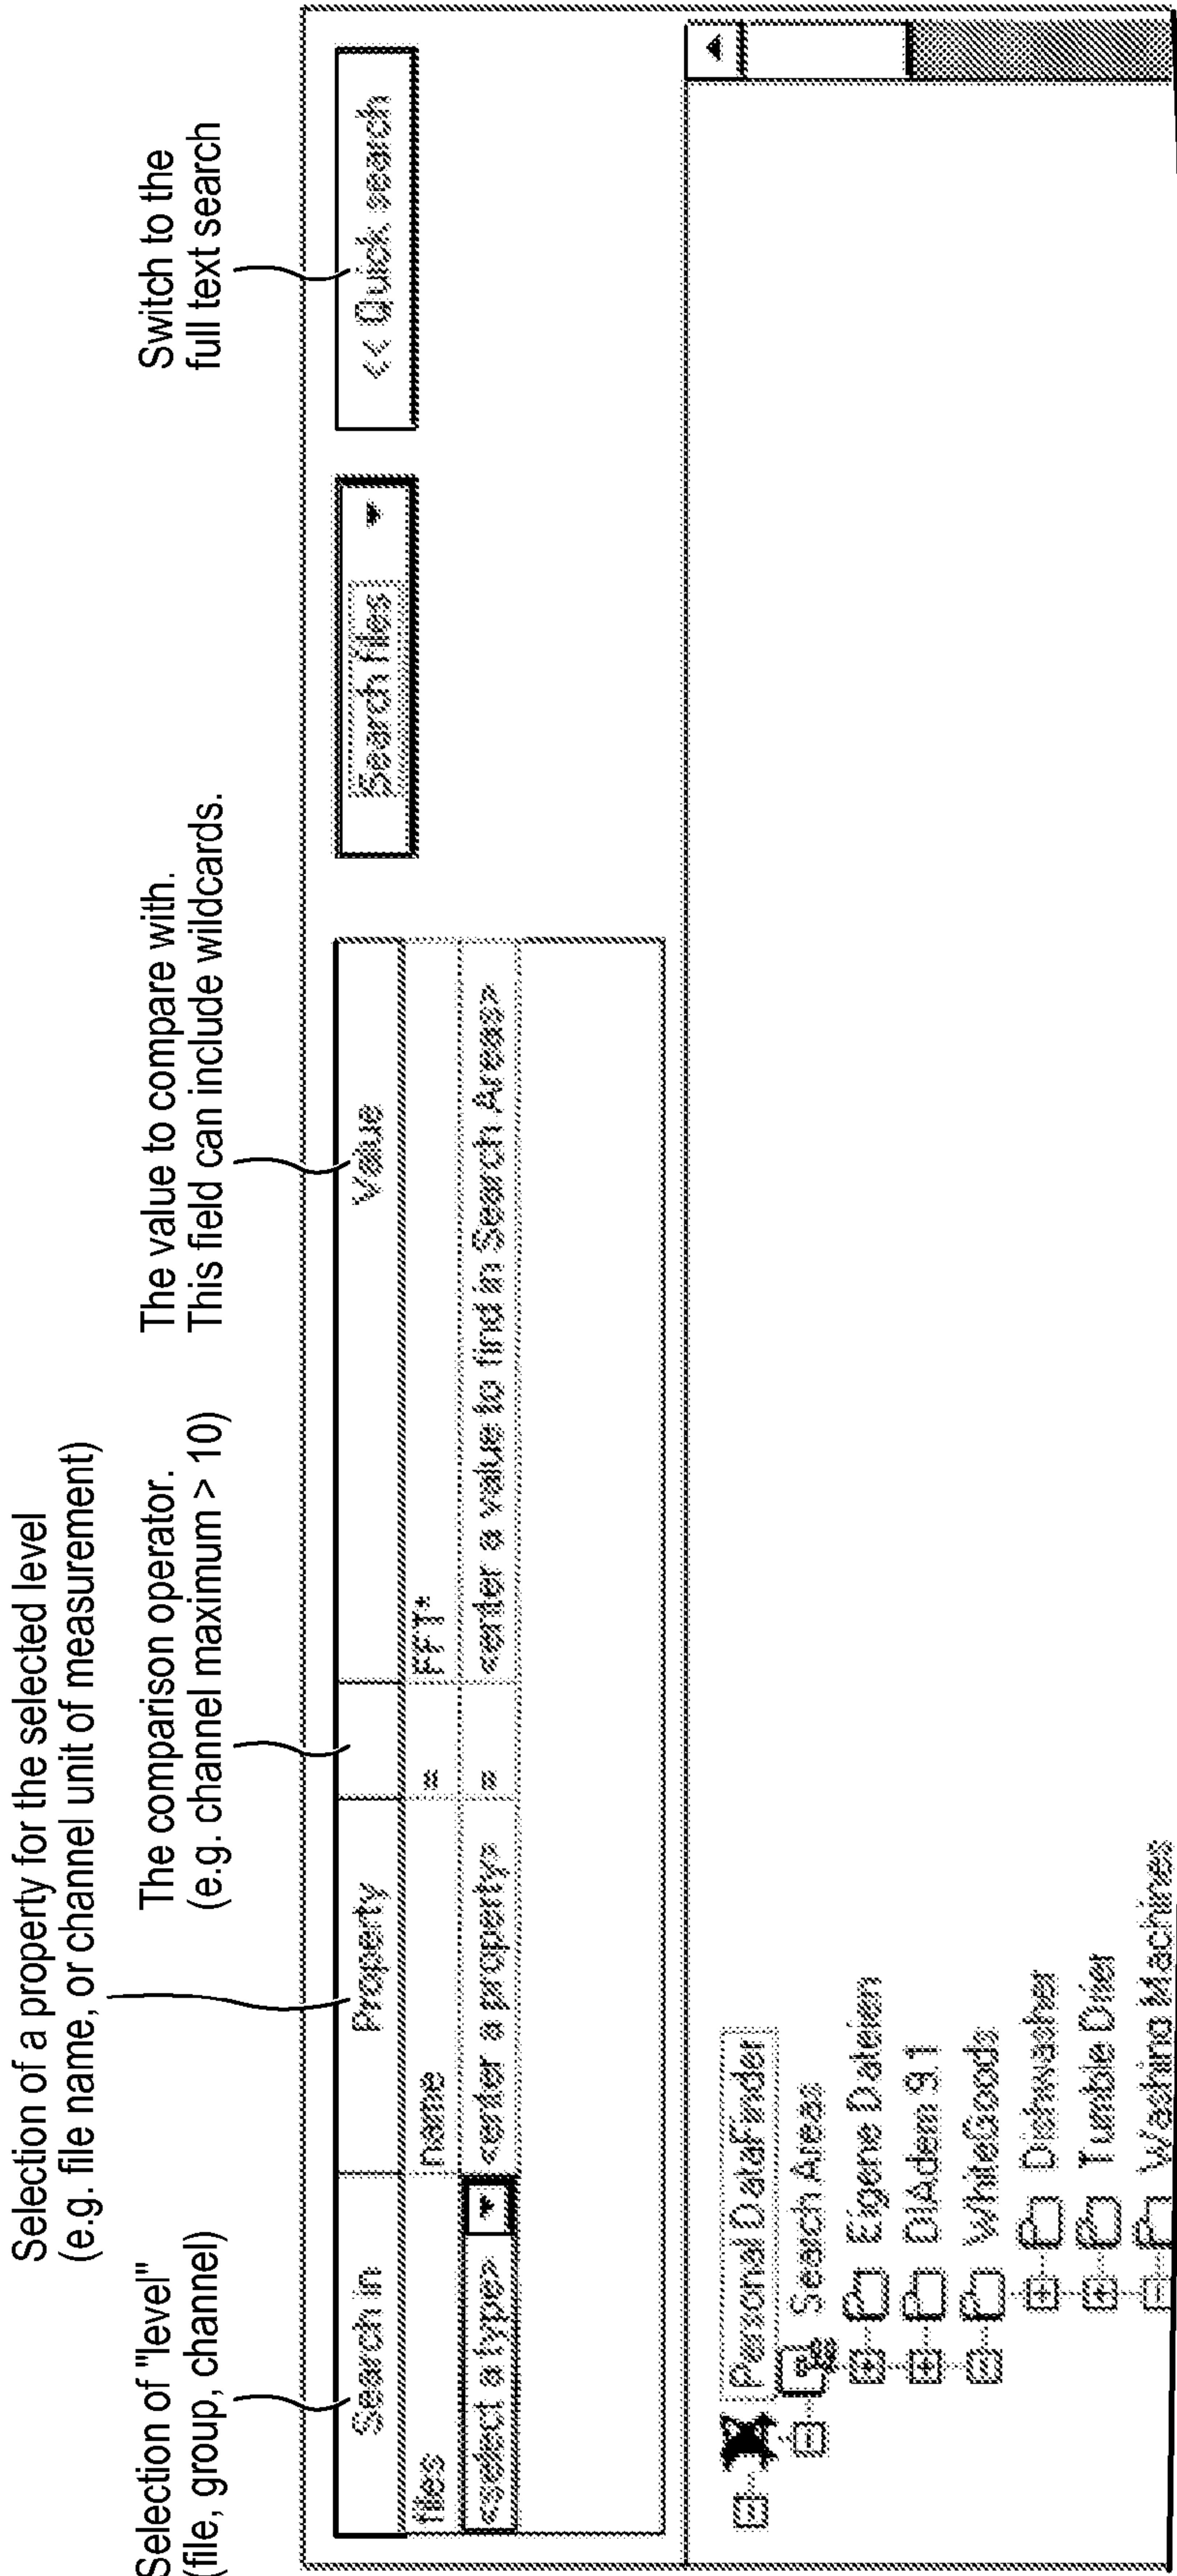 Selection of a property for the selected level
(e.g. file name, or channel unit of measurement)
Selection of "level"
(file, group, channel)
The comparison operator.
(e.g. channel maximum > 10)
The value to compare with.
This field can include wildcards.
Switch to the
full text search
Search in Property Value
files name = FFT*
<select a type> <enter a property> = <enter a value to find in Search Areas>
Search files
<< Quick search
Personal DataFinder
Search Areas
Eigene Dateien
DIAdem 9.1
WhiteGoods
Dishwasher
Tumble Drier
Washing Machines